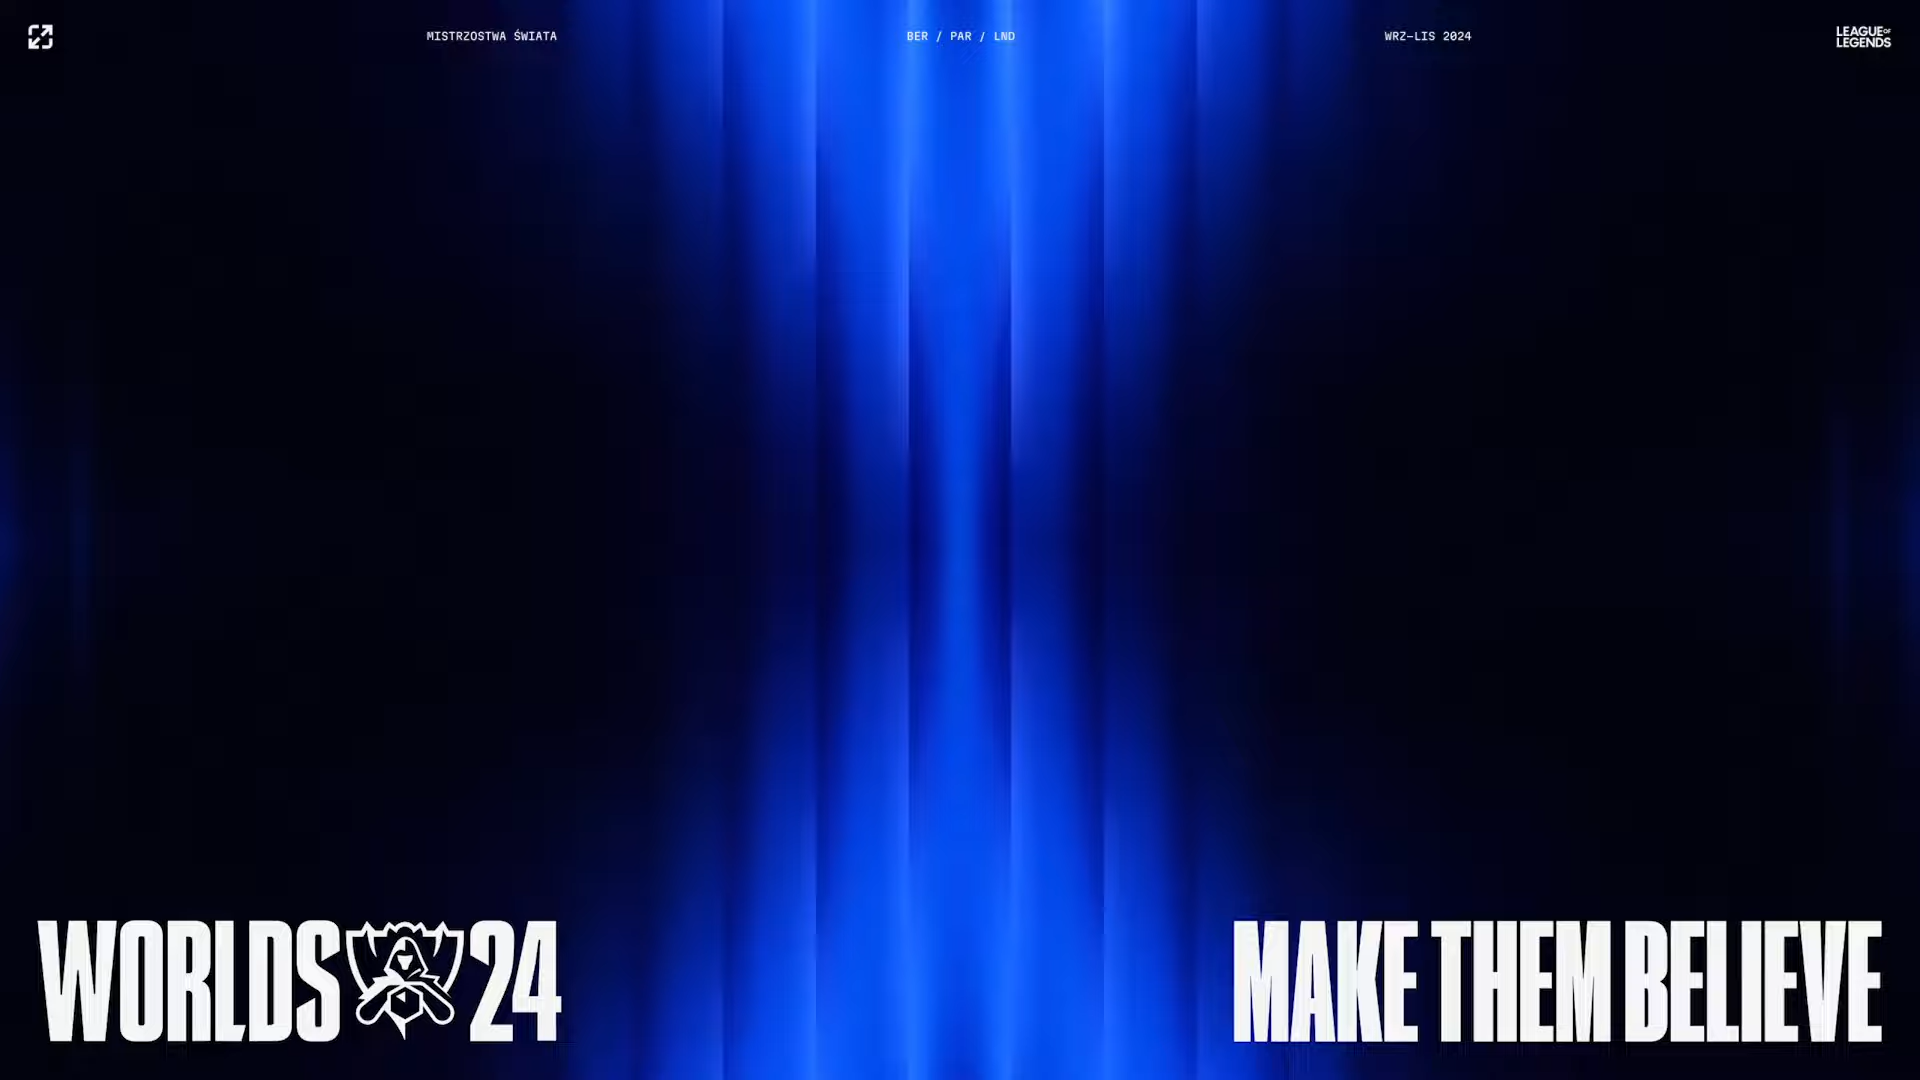 MISTRZOSTWA ŚWIATA
BER / PAR / LND
WRZ–LIS 2024
LEAGUE OF
LEGENDS
WORLDS 24
MAKE THEM BELIEVE